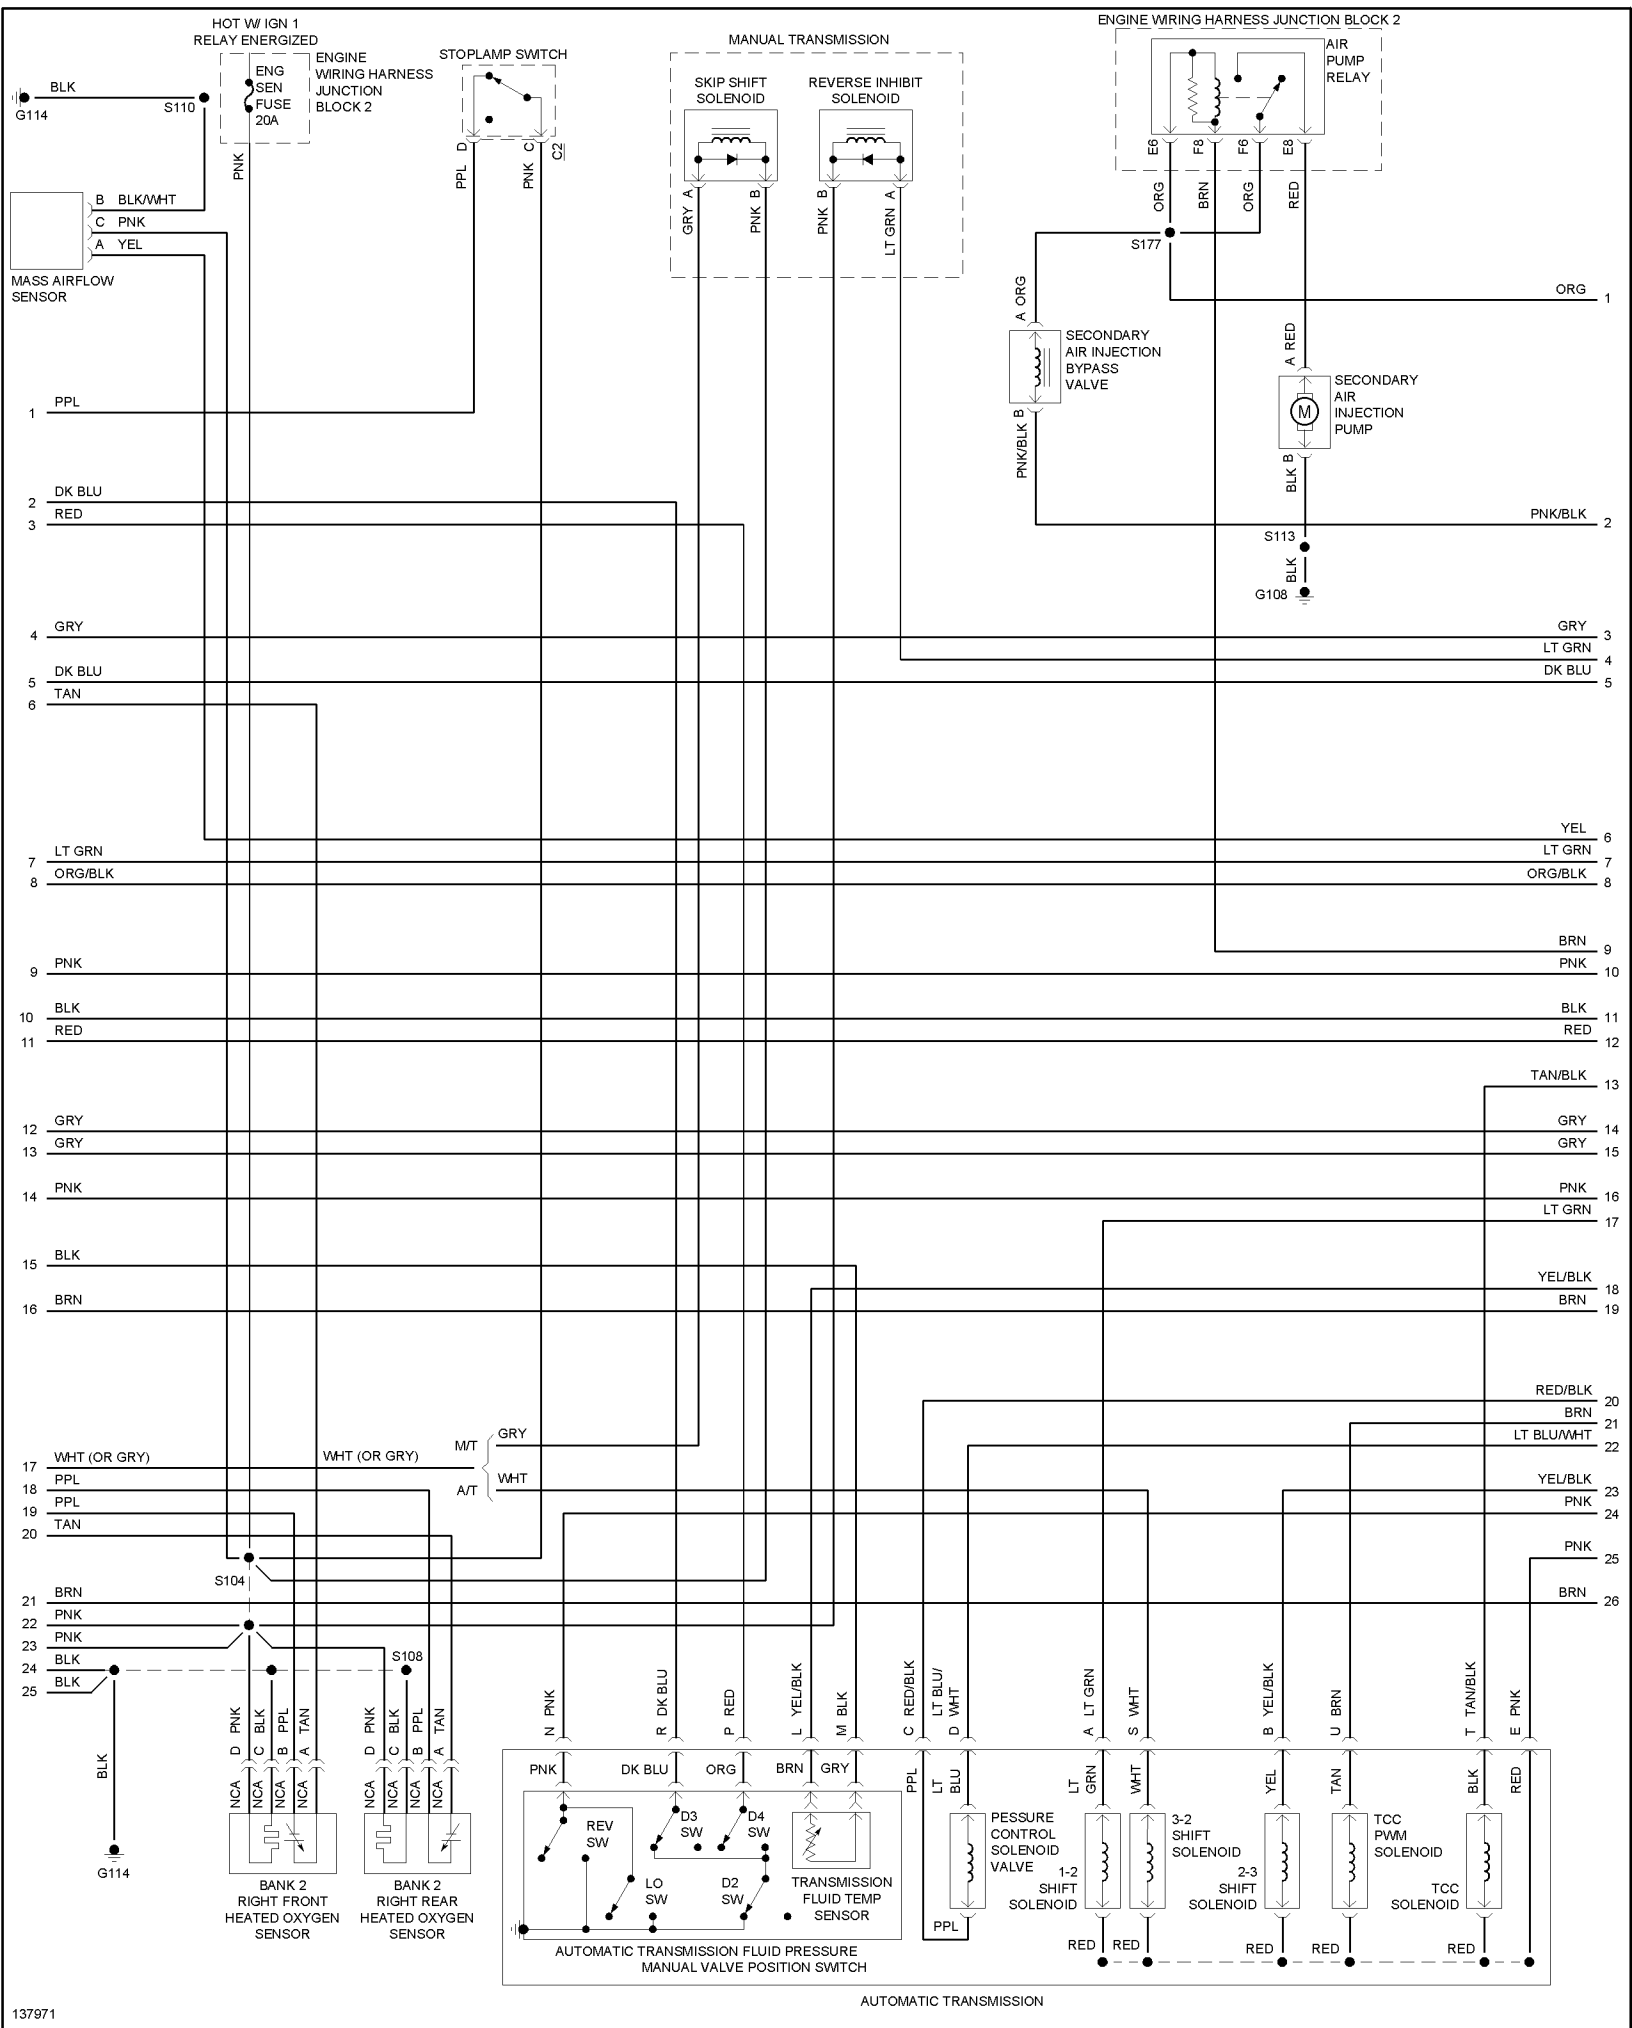 HOT W/ IGN 1
RELAY ENERGIZED
ENG
SEN
FUSE
20A
ENGINE
WIRING HARNESS
JUNCTION
BLOCK 2
PNK
BLK
G114
S110
B BLK/WHT
C PNK
A YEL
MASS AIRFLOW
SENSOR
STOPLAMP SWITCH
PPL D
PNK C
C2
MANUAL TRANSMISSION
SKIP SHIFT
SOLENOID
REVERSE INHIBIT
SOLENOID
GRY A
PNK B
PNK B
LT GRN A
ENGINE WIRING HARNESS JUNCTION BLOCK 2
AIR
PUMP
RELAY
E6
F8
F6
E8
ORG
BRN
ORG
RED
S177
A ORG
SECONDARY
AIR INJECTION
BYPASS
VALVE
PNK/BLK B
A RED
M
SECONDARY
AIR
INJECTION
PUMP
BLK B
S113
BLK
G108
1 PPL
2 DK BLU
3 RED
4 GRY
5 DK BLU
6 TAN
7 LT GRN
8 ORG/BLK
9 PNK
10 BLK
11 RED
12 GRY
13 GRY
14 PNK
15 BLK
16 BRN
17 WHT (OR GRY)
WHT (OR GRY)
M/T
GRY
A/T
WHT
18 PPL
19 PPL
20 TAN
S104
21 BRN
22 PNK
23 PNK
24 BLK
25 BLK
S108
ORG 1
PNK/BLK 2
GRY 3
LT GRN 4
DK BLU 5
YEL 6
LT GRN 7
ORG/BLK 8
BRN 9
PNK 10
BLK 11
RED 12
TAN/BLK 13
GRY 14
GRY 15
PNK 16
LT GRN 17
YEL/BLK 18
BRN 19
RED/BLK 20
BRN 21
LT BLU/WHT 22
YEL/BLK 23
PNK 24
PNK 25
BRN 26
BLK
G114
D PNK
C BLK
B PPL
A TAN
NCA
NCA
NCA
NCA
BANK 2
RIGHT FRONT
HEATED OXYGEN
SENSOR
D PNK
C BLK
B PPL
A TAN
NCA
NCA
NCA
NCA
BANK 2
RIGHT REAR
HEATED OXYGEN
SENSOR
N PNK
R DK BLU
P RED
L YEL/BLK
M BLK
C RED/BLK
LT BLU/
D WHT
A LT GRN
S WHT
B YEL/BLK
U BRN
T TAN/BLK
E PNK
PNK
DK BLU
ORG
BRN
GRY
PPL
LT
BLU
LT
GRN
WHT
YEL
TAN
BLK
RED
REV
SW
D3
SW
D4
SW
LO
SW
D2
SW
TRANSMISSION
FLUID TEMP
SENSOR
AUTOMATIC TRANSMISSION FLUID PRESSURE
MANUAL VALVE POSITION SWITCH
PESSURE
CONTROL
SOLENOID
VALVE
PPL
1-2
SHIFT
SOLENOID
3-2
SHIFT
SOLENOID
2-3
SHIFT
SOLENOID
TCC
PWM
SOLENOID
TCC
SOLENOID
RED
RED
RED
RED
RED
AUTOMATIC TRANSMISSION
137971